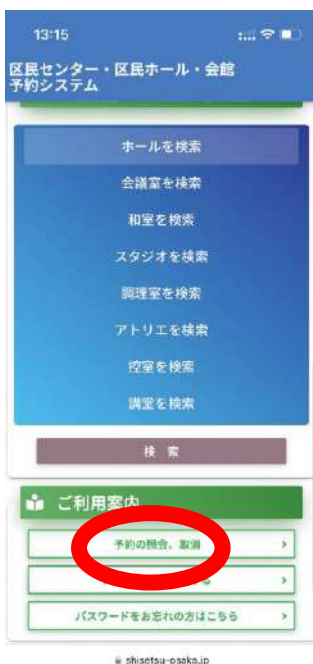 13:15
区民センター・区民ホール・会館
予約システム
ホールを検索
会議室を検索
和室を検索
スタジオを検索
調理室を検索
アトリエを検索
控室を検索
講堂を検索
検 索
ご利用案内
予約の照会、取消
パスワードをお忘れの方はこちら
shisetsu-osaka.jp